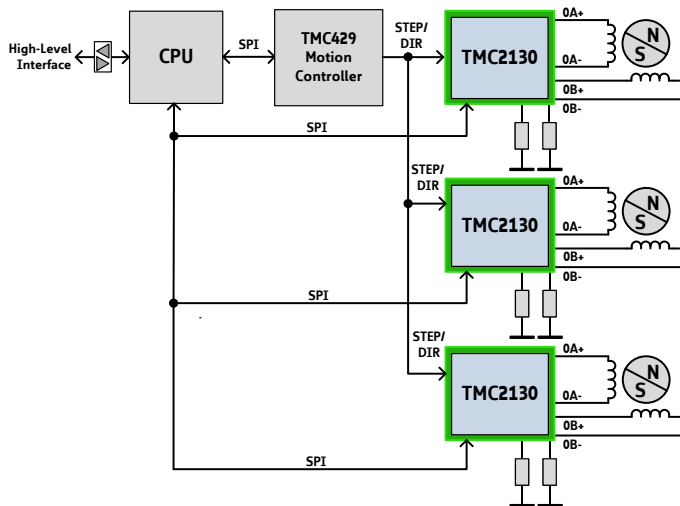 High-Level
Interface
CPU
SPI
TMC429
Motion
Controller
STEP/
DIR
TMC2130
0A+
0A-
0B+
0B-
N
S
SPI
STEP/
DIR
TMC2130
0A+
0A-
0B+
0B-
N
S
SPI
STEP/
DIR
TMC2130
0A+
0A-
0B+
0B-
N
S
SPI